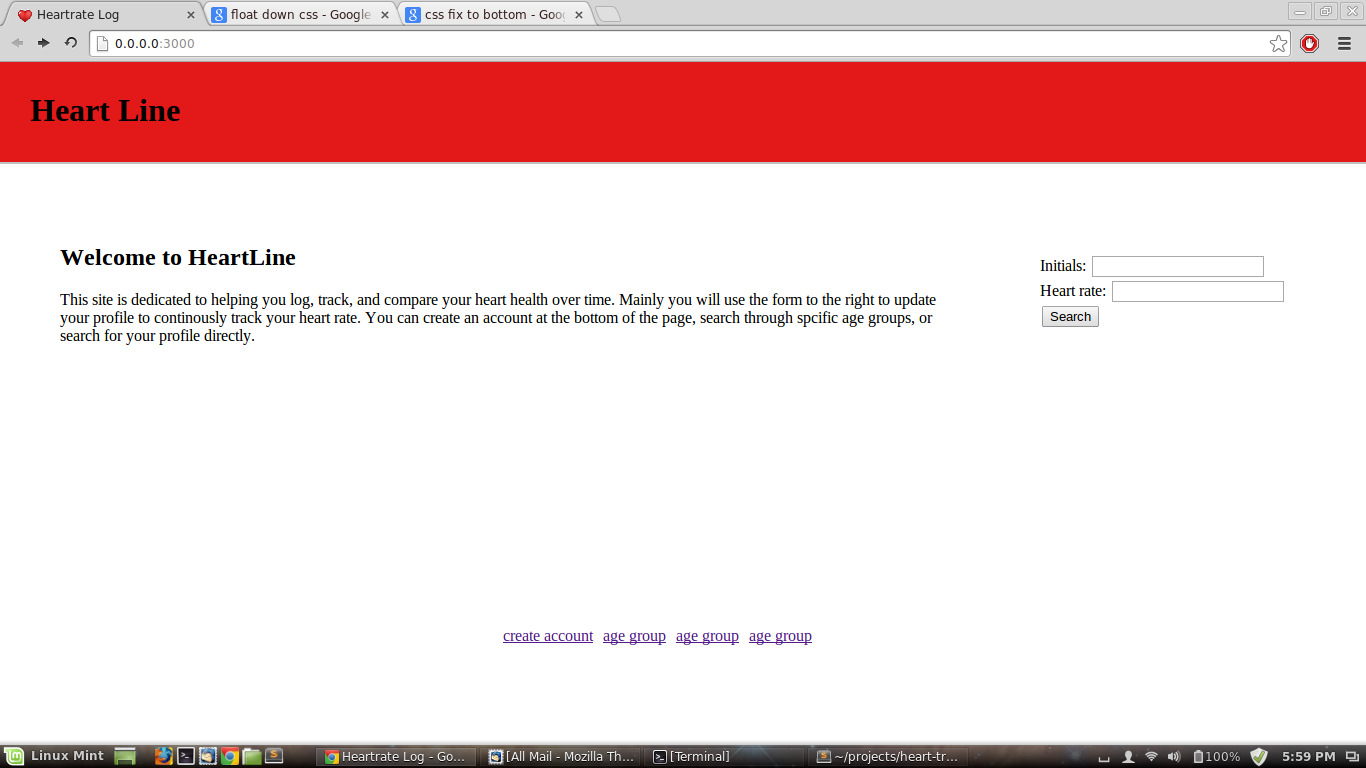 Heartrate Log
float down css - Google
css fix to bottom - Goo
0.0.0.0:3000
Heart Line
Welcome to HeartLine
This site is dedicated to helping you log, track, and compare your heart health over time. Mainly you will use the form to the right to update
your profile to continously track your heart rate. You can create an account at the bottom of the page, search through spcific age groups, or
search for your profile directly.
Initials:
Heart rate:
Search
create account age group age group age group
Linux Mint
Heartrate Log - Go...
[All Mail - Mozilla Th...
[Terminal]
~/projects/heart-tr...
100%
5:59 PM